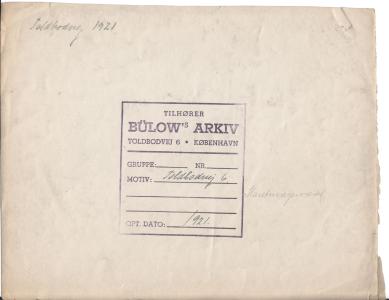 Toldbodvej 1921
TILHØRER
BÜLOW'S ARKIV
TOLDBODVEJ 6 • KØBENHAVN
GRUPPE: NR
MOTIV: Toldbodvej 6
OPT. DATO: 1921